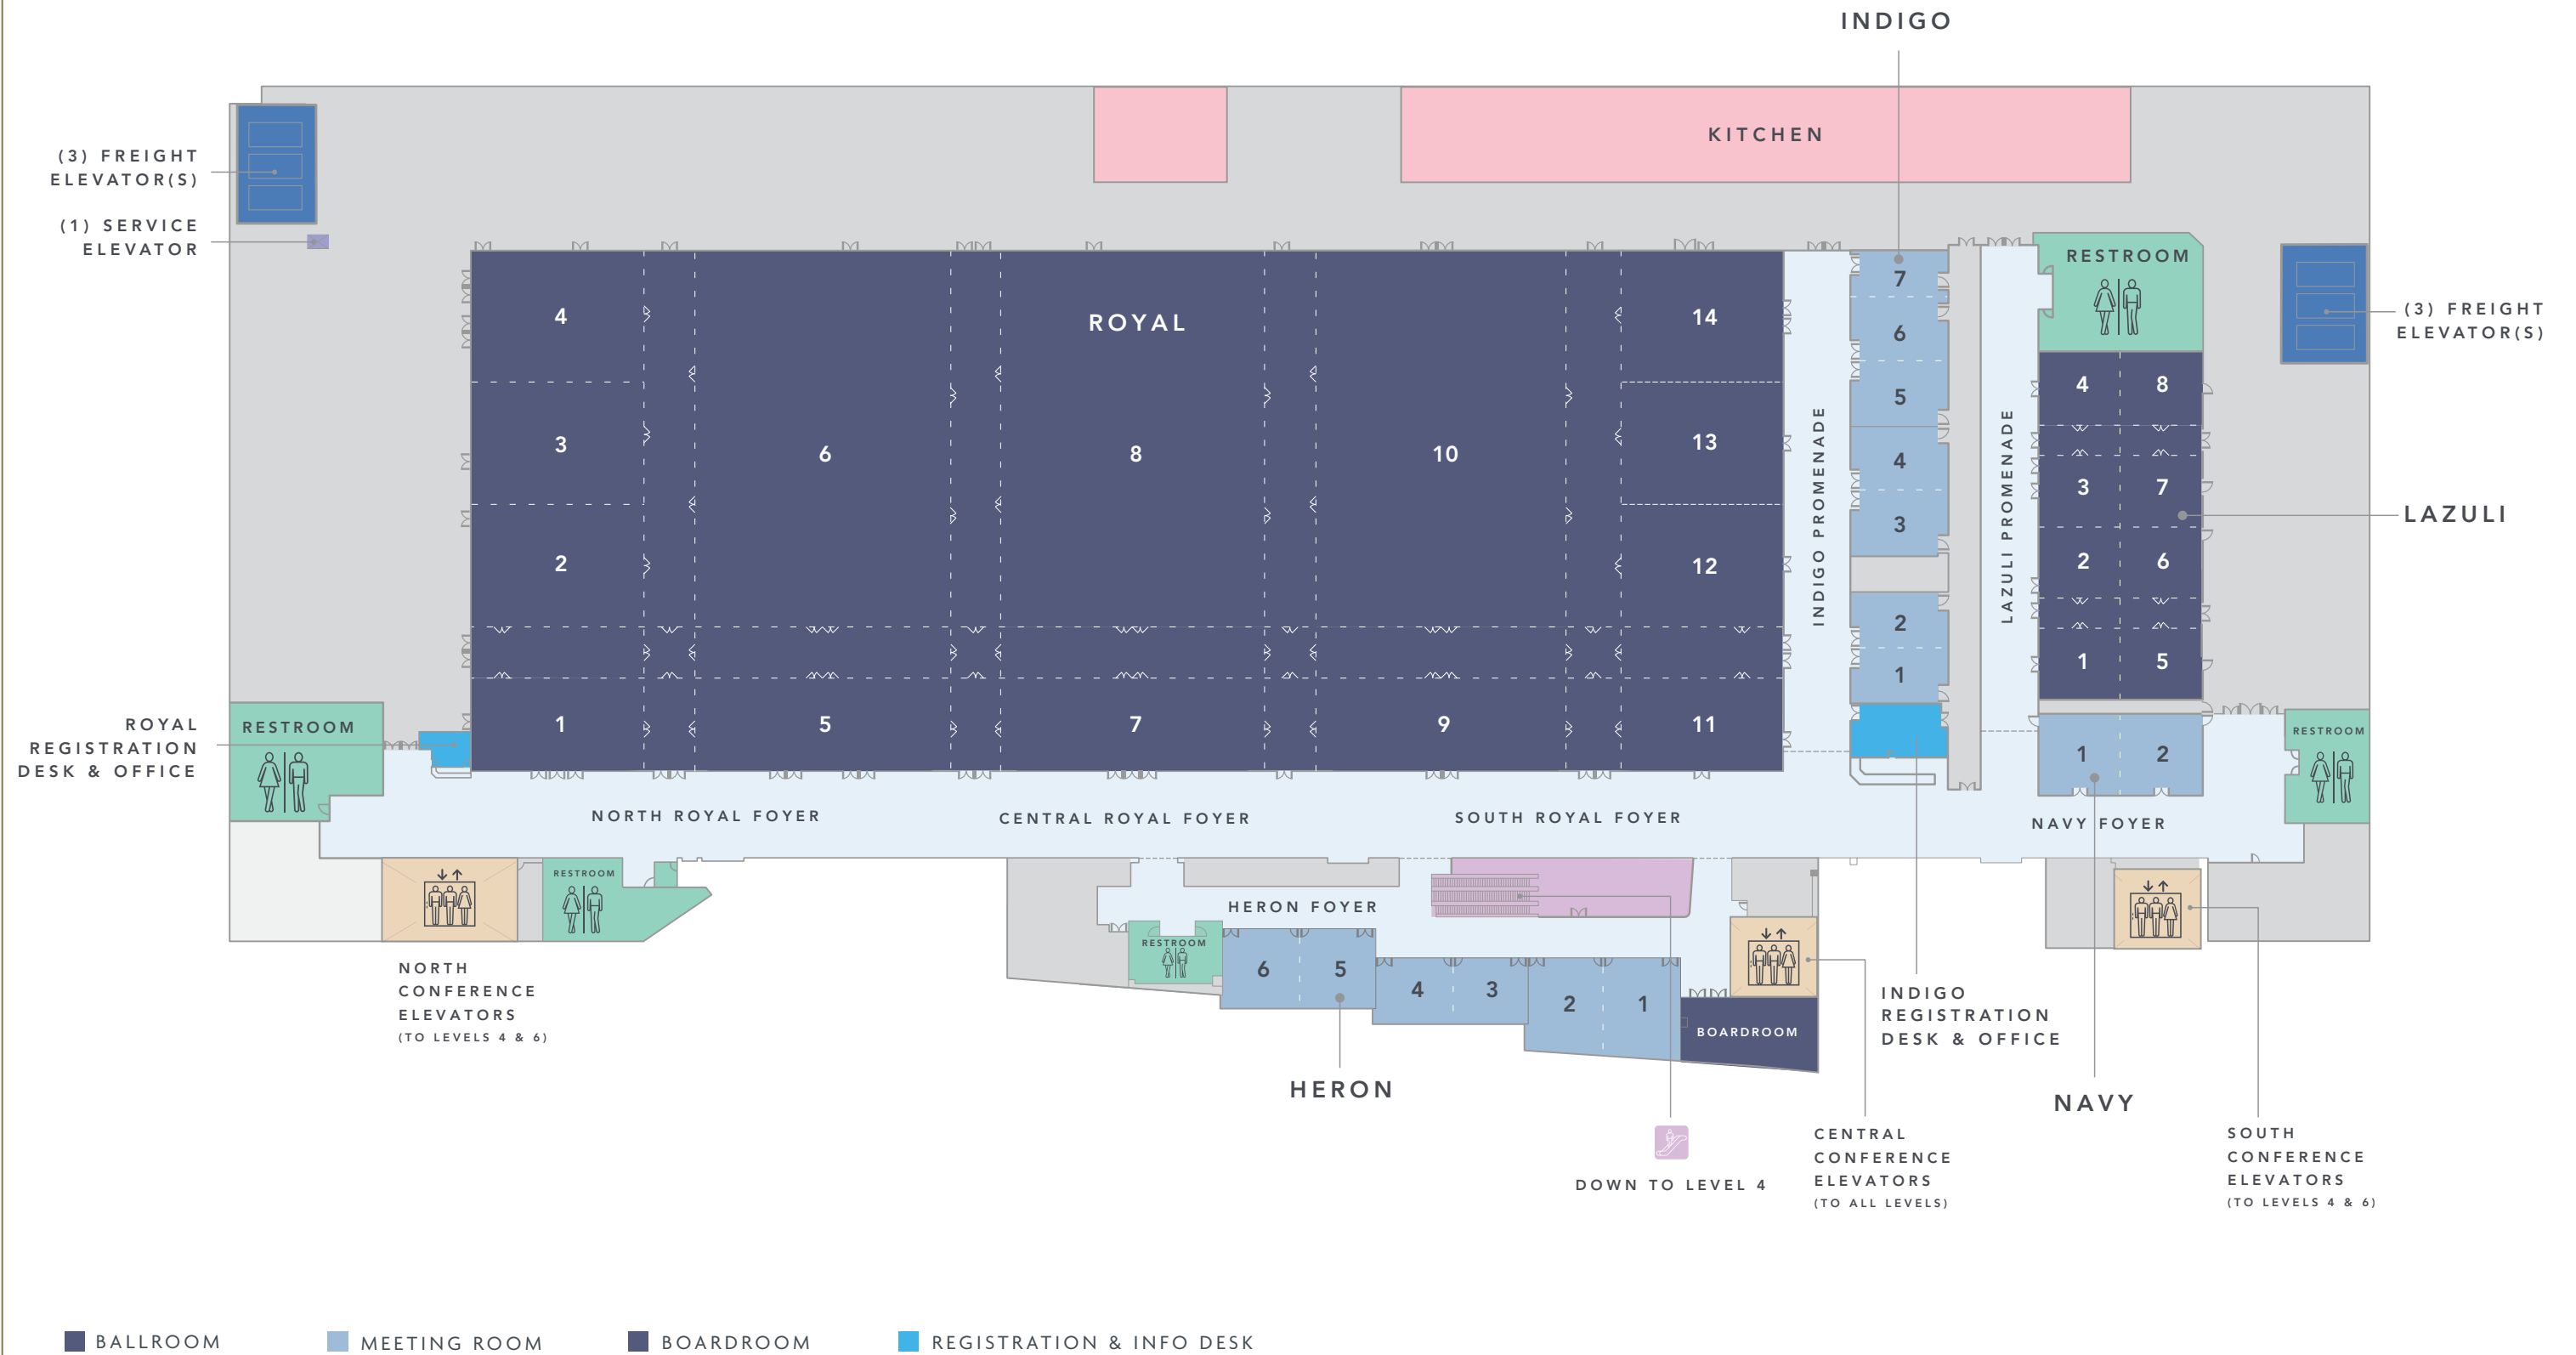 INDIGO
KITCHEN
(3) FREIGHT
ELEVATOR(S)
(1) SERVICE
ELEVATOR
RESTROOM
(3) FREIGHT
ELEVATOR(S)
ROYAL
4
3
2
1
6
5
8
7
10
9
14
13
12
11
INDIGO PROMENADE
7
6
5
4
3
2
1
LAZULI PROMENADE
4
8
3
7
2
6
1
5
LAZULI
ROYAL
REGISTRATION
DESK & OFFICE
RESTROOM
1
2
RESTROOM
NORTH ROYAL FOYER
CENTRAL ROYAL FOYER
SOUTH ROYAL FOYER
NAVY FOYER
RESTROOM
HERON FOYER
RESTROOM
6
5
4
3
2
1
BOARDROOM
NORTH
CONFERENCE
ELEVATORS
(TO LEVELS 4 & 6)
INDIGO
REGISTRATION
DESK & OFFICE
HERON
NAVY
DOWN TO LEVEL 4
CENTRAL
CONFERENCE
ELEVATORS
(TO ALL LEVELS)
SOUTH
CONFERENCE
ELEVATORS
(TO LEVELS 4 & 6)
BALLROOM
MEETING ROOM
BOARDROOM
REGISTRATION & INFO DESK